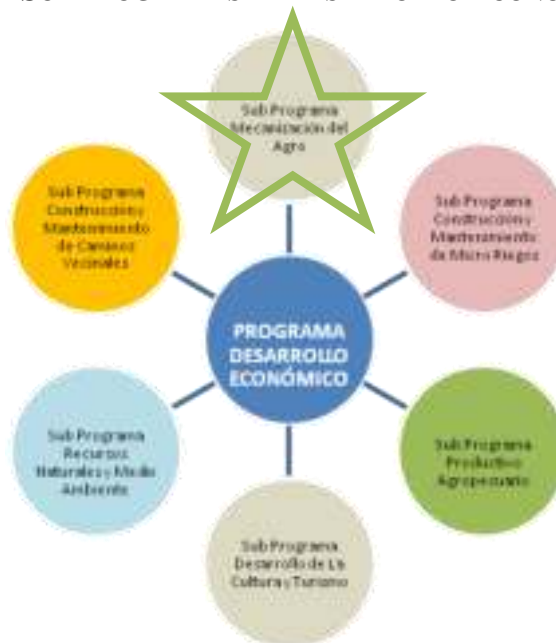 Sub Programa
Mecanización del
Agro
Sub Programa
Construcción y
Mantenimiento
de Caminos
Vecinales
Sub Programa
Construcción y
Mantenimiento
de Micro Riegos
PROGRAMA
DESARROLLO
ECONÓMICO
Sub Programa
Recursos
Naturales y Medio
Ambiente
Sub Programa
Productivo
Agropecuario
Sub Programa
Desarrollo de La
Cultura y Turismo